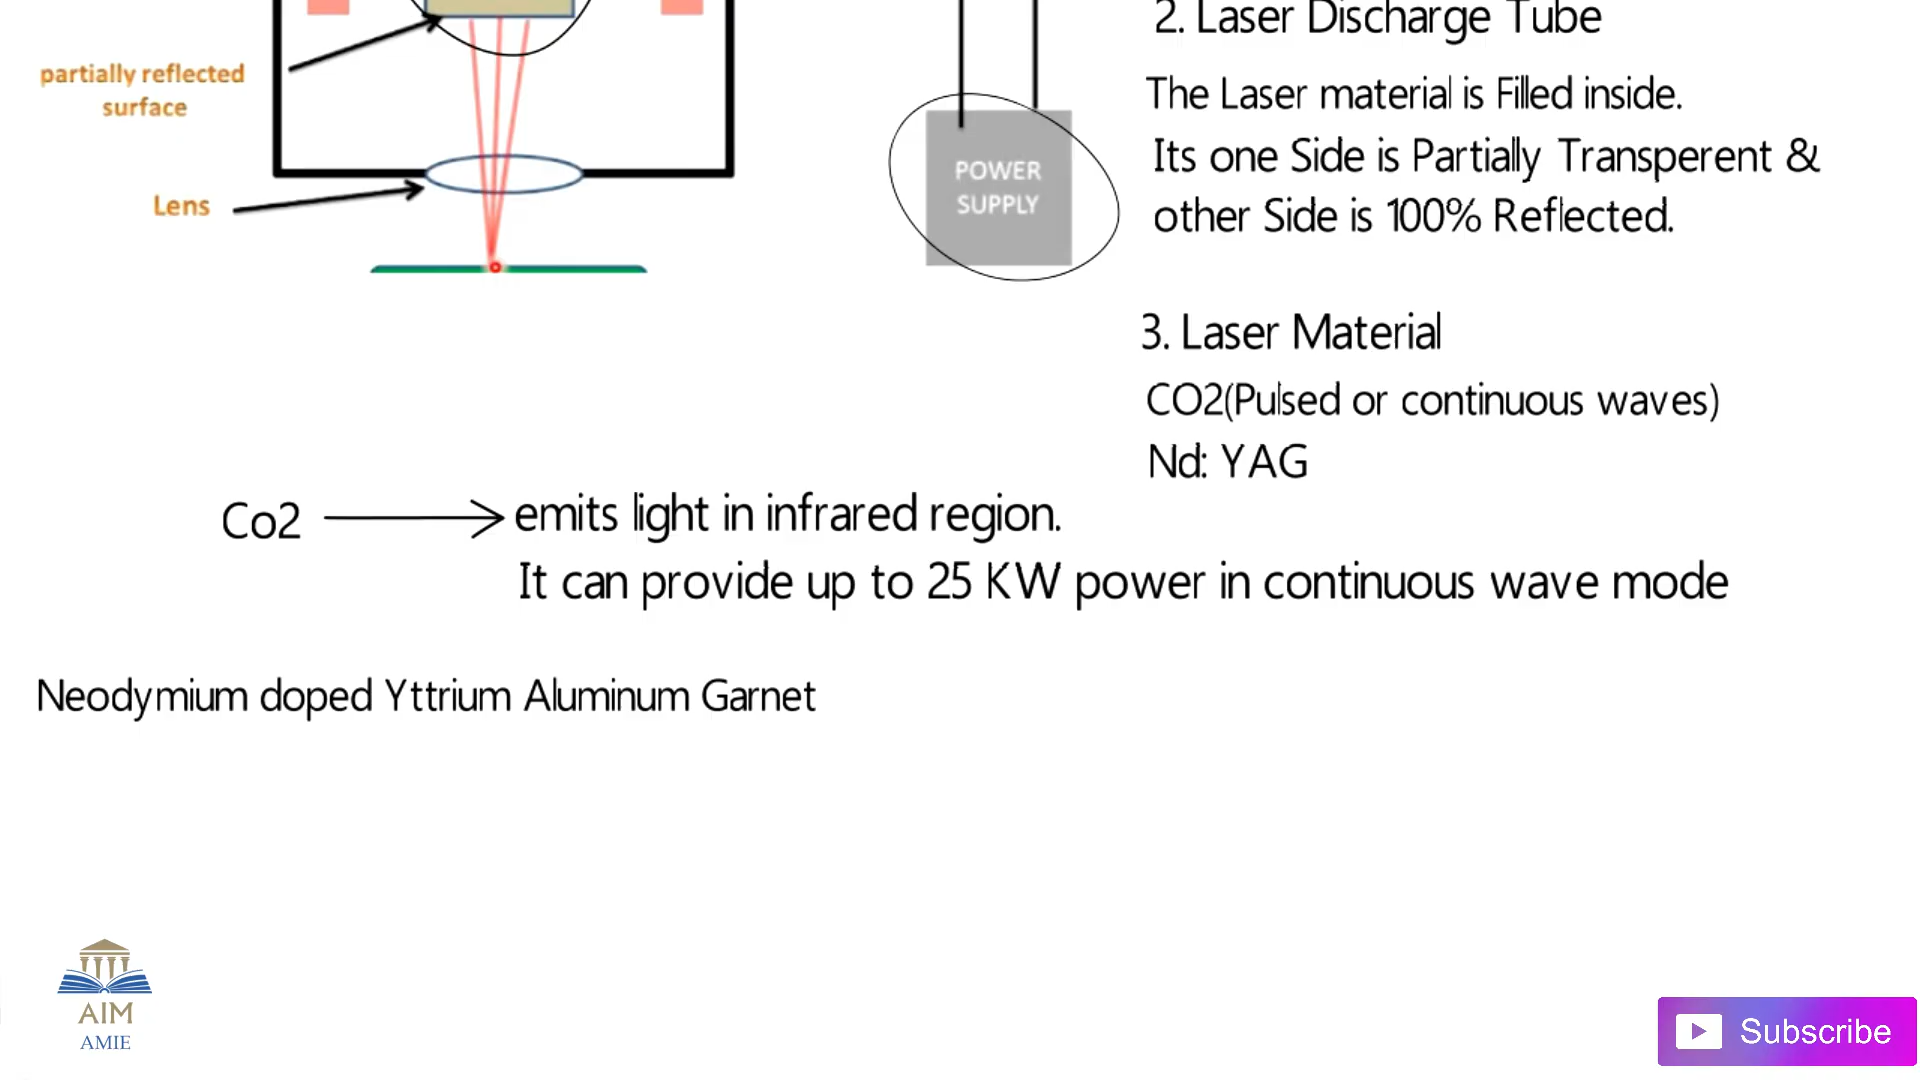 2. Laser Discharge Tube
partially reflected
surface
The Laser material is Filled inside.
Its one Side is Partially Transperent &
other Side is 100% Reflected.
POWER
SUPPLY
Lens
3. Laser Material
CO2(Pulsed or continuous waves)
Nd: YAG
Co2
emits light in infrared region.
It can provide up to 25 KW power in continuous wave mode
Neodymium doped Yttrium Aluminum Garnet
AIM
AMIE
Subscribe